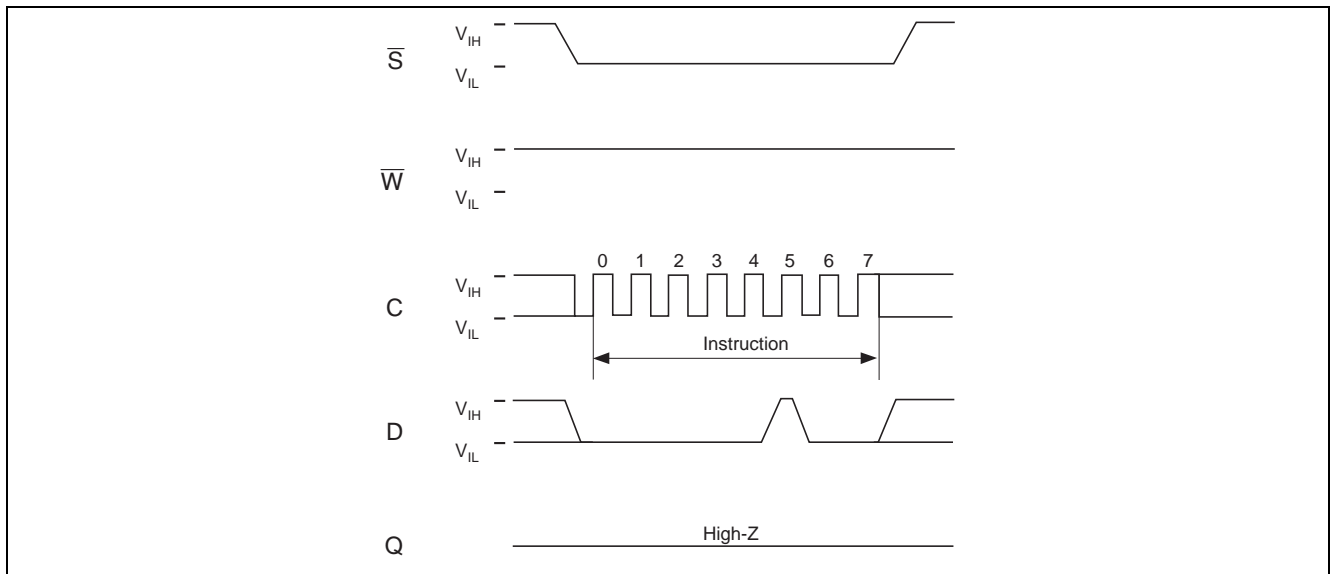 V_IH
S̅
V_IL
V_IH
W̅
V_IL
0 1 2 3 4 5 6 7
V_IH
C
V_IL
Instruction
V_IH
D
V_IL
High-Z
Q